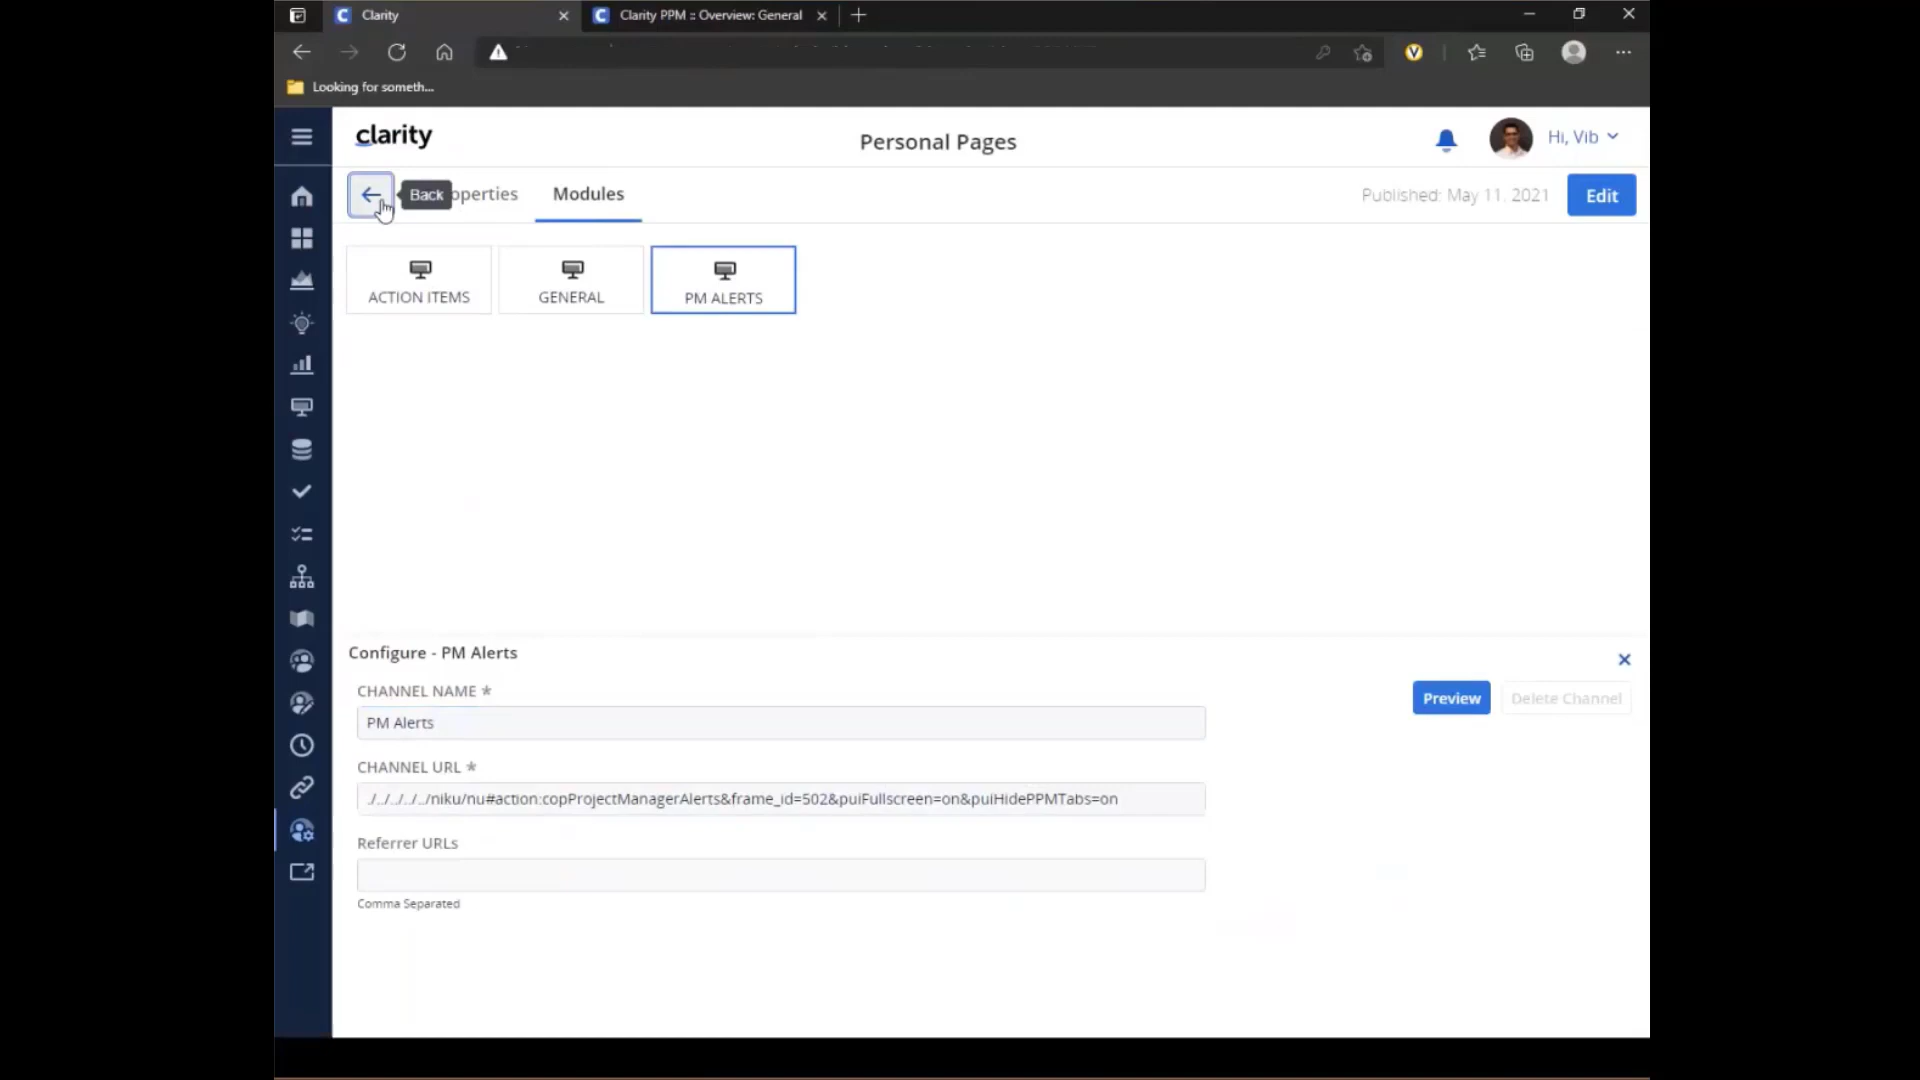 Clarity
Clarity PPM :: Overview: General
Looking for someth...
clarity
Personal Pages
Hi, Vib
Back
operties
Modules
Published: May 11, 2021
Edit
ACTION ITEMS
GENERAL
PM ALERTS
Configure - PM Alerts
CHANNEL NAME *
Preview
Delete Channel
PM Alerts
CHANNEL URL *
./../../../../niku/nu#action:copProjectManagerAlerts&frame_id=502&puiFullscreen=on&puiHidePPMTabs=on
Referrer URLs
Comma Separated